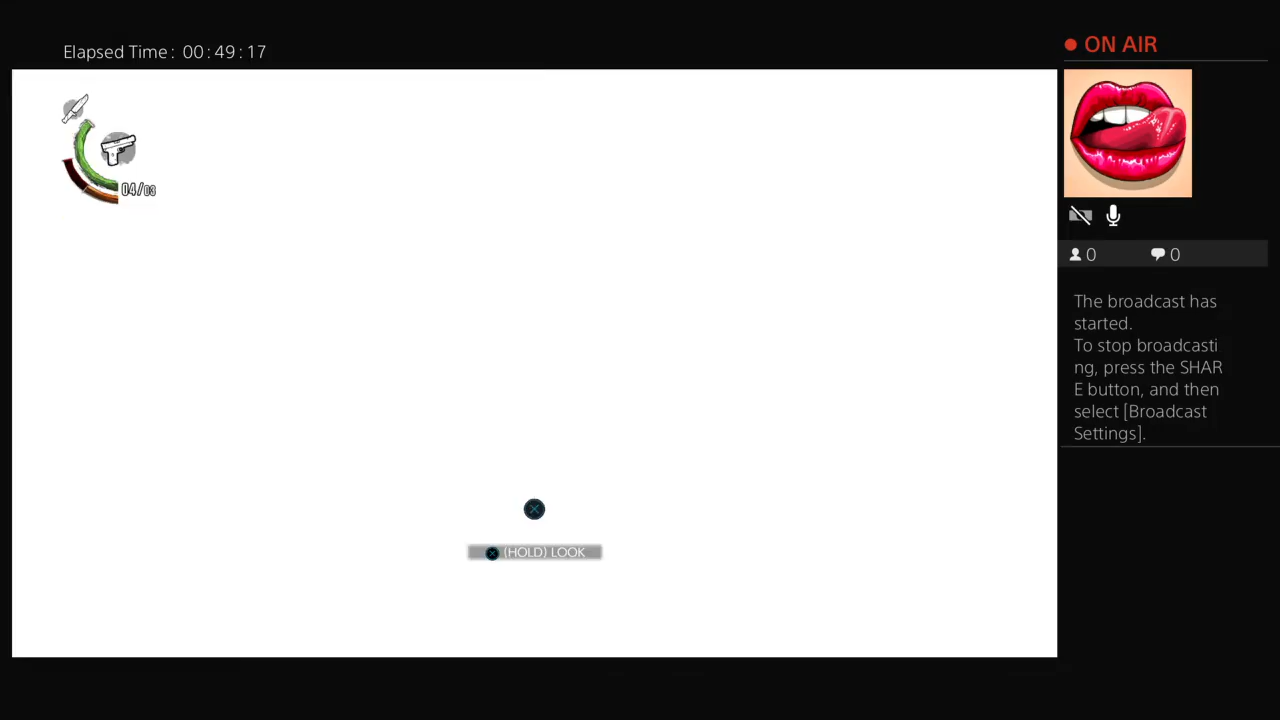 Elapsed Time: 00:49:17
ON AIR
04/03
0
0
The broadcast has
started.
To stop broadcasti
ng, press the SHAR
E button, and then
select [Broadcast
Settings].
(HOLD) LOOK